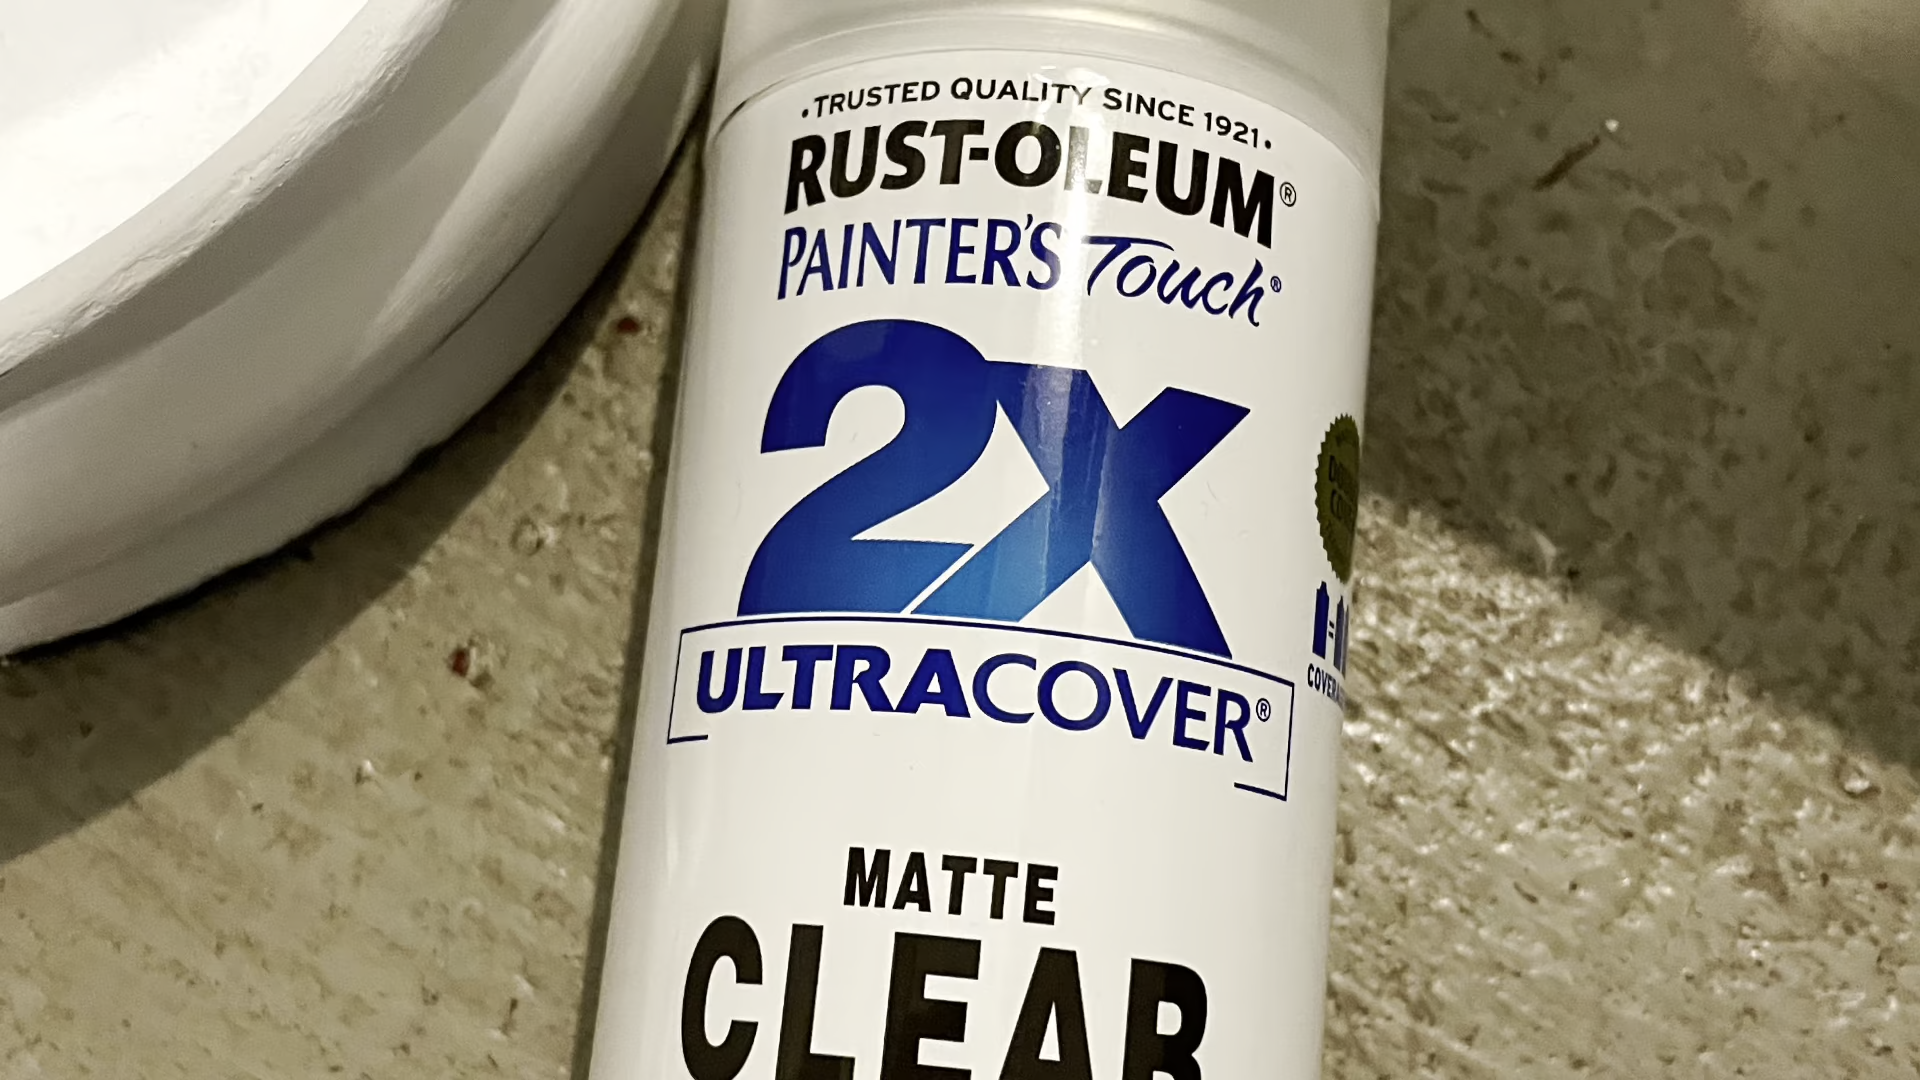 • TRUSTED QUALITY SINCE 1921 •
RUST-OLEUM®
PAINTER'S Touch®
2X
ULTRACOVER®
MATTE
CLEAR